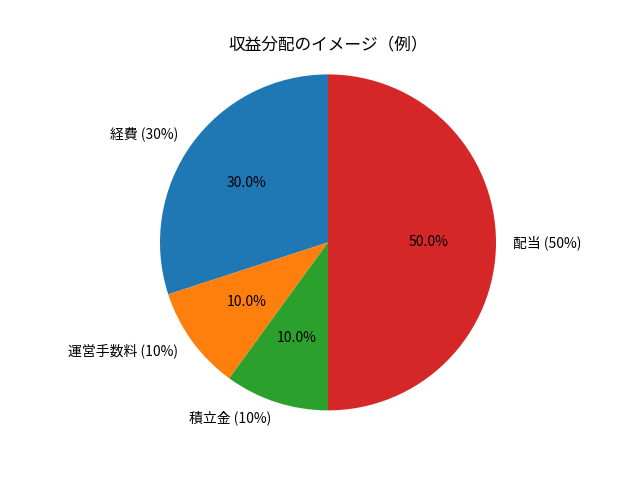 収益分配のイメージ（例）
経費 (30%)
30.0%
50.0%
配当 (50%)
10.0%
10.0%
運営手数料 (10%)
積立金 (10%)